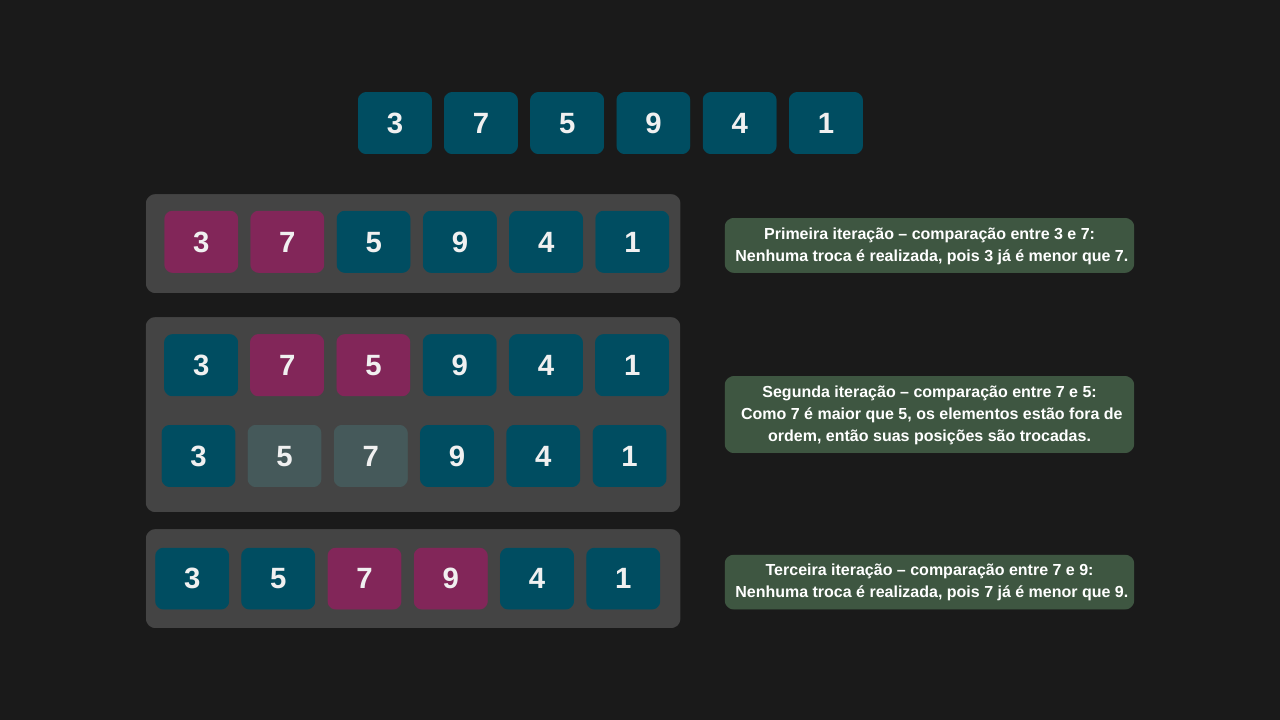 3 7 5 9 4 1
3 7 5 9 4 1
Primeira iteração – comparação entre 3 e 7:
Nenhuma troca é realizada, pois 3 já é menor que 7.
3 7 5 9 4 1
3 5 7 9 4 1
Segunda iteração – comparação entre 7 e 5:
Como 7 é maior que 5, os elementos estão fora de
ordem, então suas posições são trocadas.
3 5 7 9 4 1
Terceira iteração – comparação entre 7 e 9:
Nenhuma troca é realizada, pois 7 já é menor que 9.